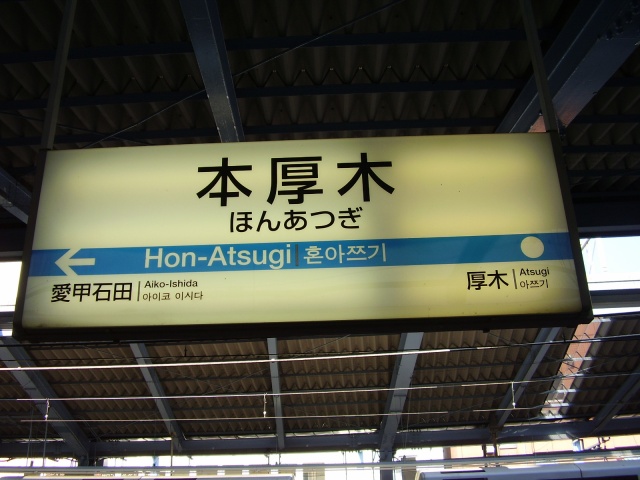 本厚木
ほんあつぎ
Hon-Atsugi 혼아쯔기
愛甲石田 Aiko-Ishida
아이코 이시다
厚木 Atsugi
아쯔기